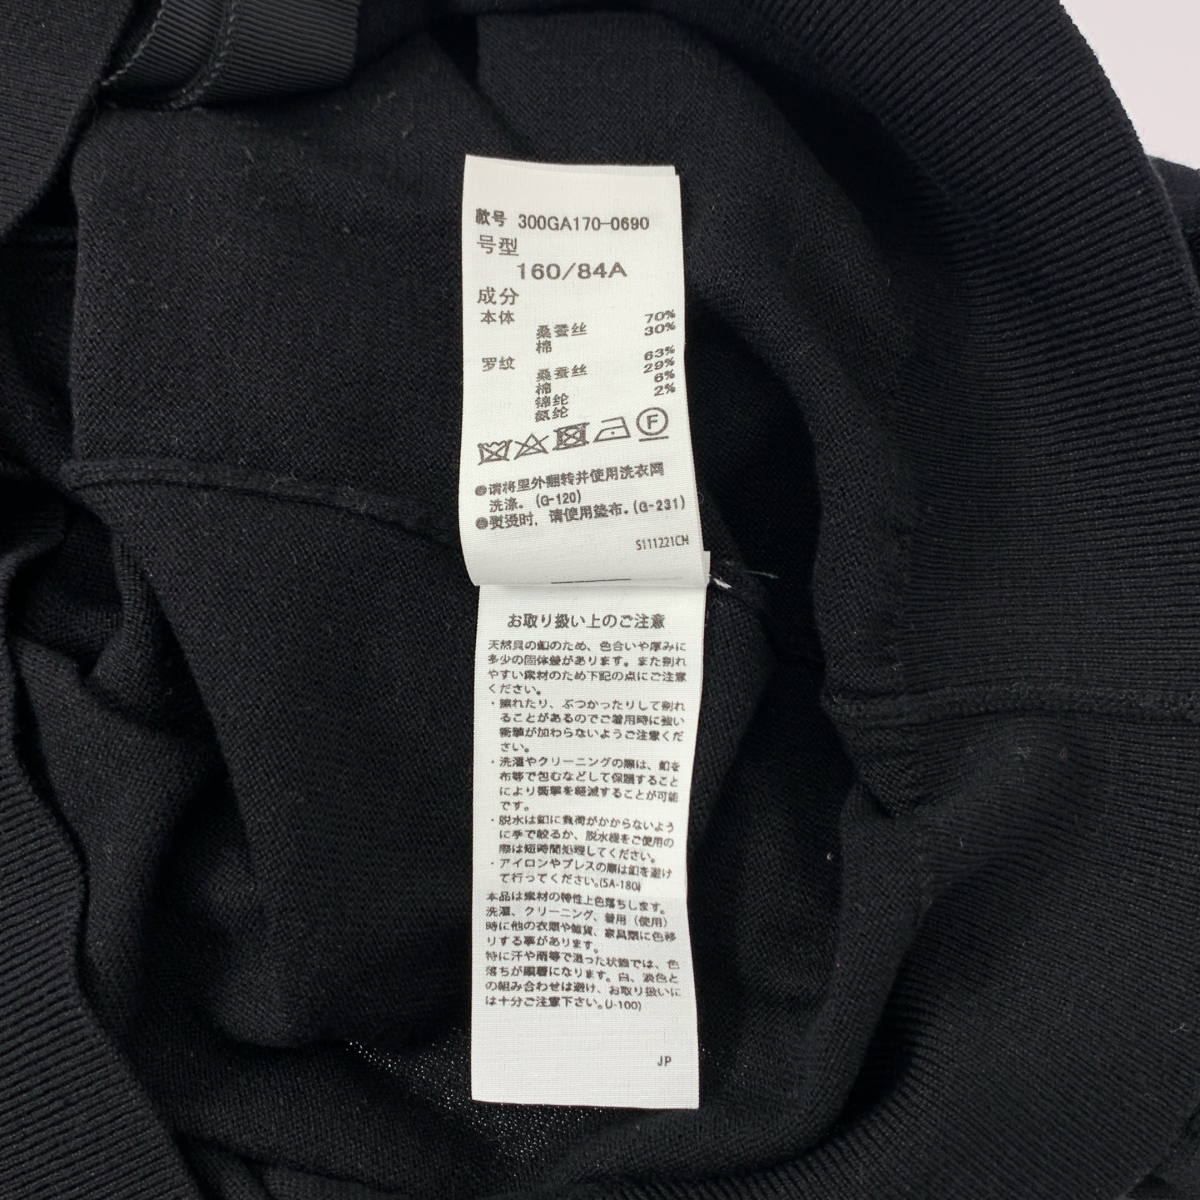 款号 300GA170-0690
号型
160/84A
成分
本体
桑蚕丝 70%
棉 30%
罗纹
桑蚕丝 63%
棉 29%
锦纶 6%
氨纶 2%
F
●请将里外翻转并使用洗衣网
洗涤。(G-120)
●熨烫时，请使用垫布。(G-231)
S111221CN
お取り扱い上のご注意
天然貝の釦のため、色合いや厚みに
多少の固体差があります。また割れ
やすい素材のため下記の点にご注意
ください。
・擦れたり、ぶつかったりして割れ
ることがあるのでご着用時に強い
衝撃が加わらないようご注意くだ
さい。
・洗濯やクリーニングの際は、釦を
布等で包むなどして保護すること
により衝撃を軽減することが可能
です。
・脱水は釦に負荷がかからないよう
に手で絞るか、脱水機をご使用の
際は短時間処理してください。
・アイロンやプレスの際は釦を避け
て行ってください。(SA-180)
本品は素材の特性上色落ちします。
洗濯、クリーニング、着用（使用）
時に他の衣類や雑貨、家具類に色移
りする事があります。
特に汗や雨等で湿った状態では、色
落ちが顕著になります。白、淡色と
の組み合わせは避け、お取り扱いに
は十分ご注意下さい。(J-100)
JP